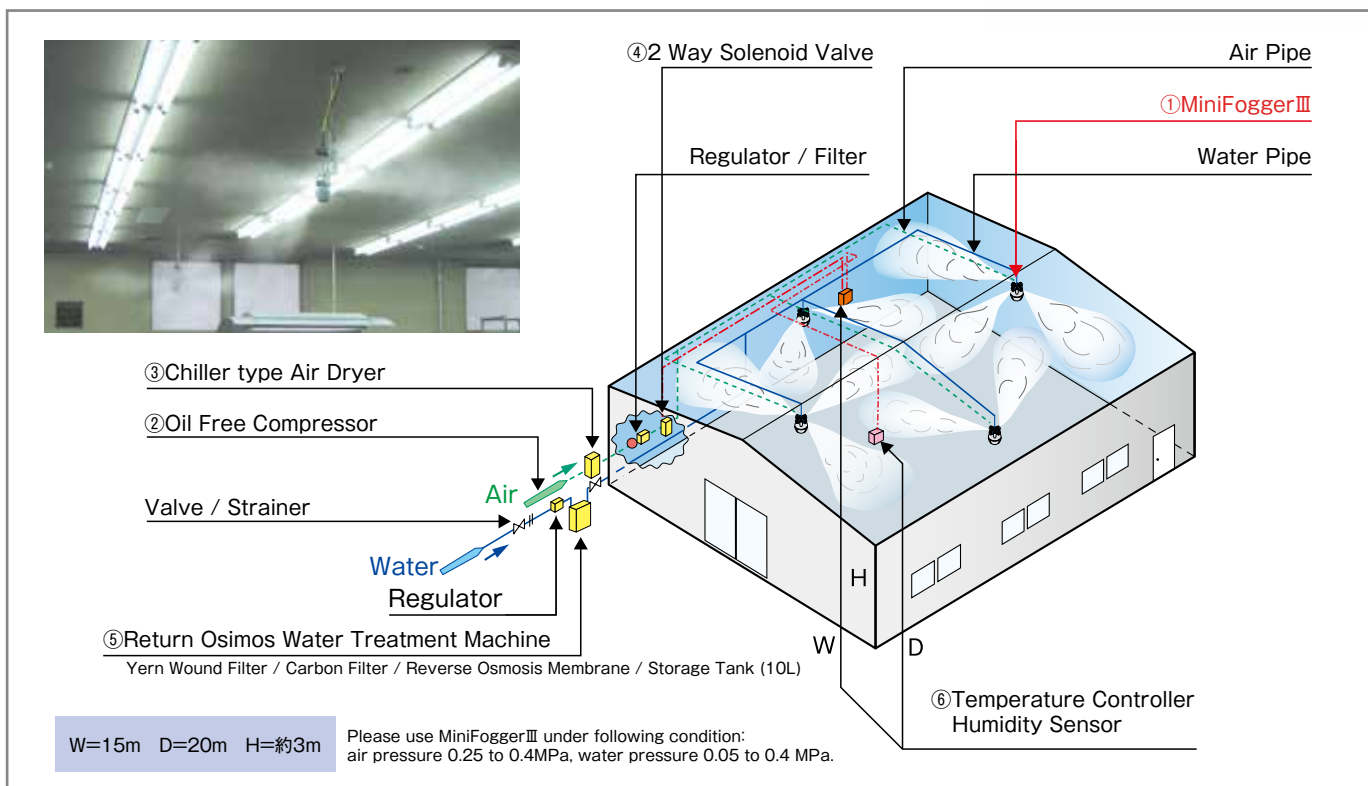 ④2 Way Solenoid Valve
Air Pipe
①MiniFoggerⅢ
Regulator / Filter
Water Pipe
③Chiller type Air Dryer
②Oil Free Compressor
Air
Valve / Strainer
Water
Regulator
H
W
D
⑤Return Osimos Water Treatment Machine
Yern Wound Filter / Carbon Filter / Reverse Osmosis Membrane / Storage Tank (10L)
⑥Temperature Controller
Humidity Sensor
W=15m D=20m H=約3m
Please use MiniFoggerⅢ under following condition:
air pressure 0.25 to 0.4MPa, water pressure 0.05 to 0.4 MPa.